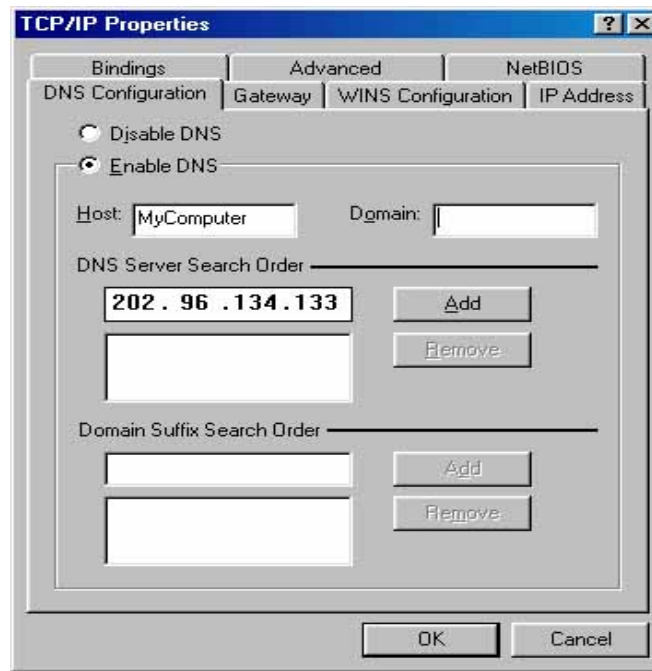 TCP/IP Properties
Bindings Advanced NetBIOS
DNS Configuration Gateway WINS Configuration IP Address
Disable DNS
Enable DNS
Host: MyComputer Domain:
DNS Server Search Order
202 . 96 .134.133 Add
Remove
Domain Suffix Search Order
Add
Remove
OK Cancel